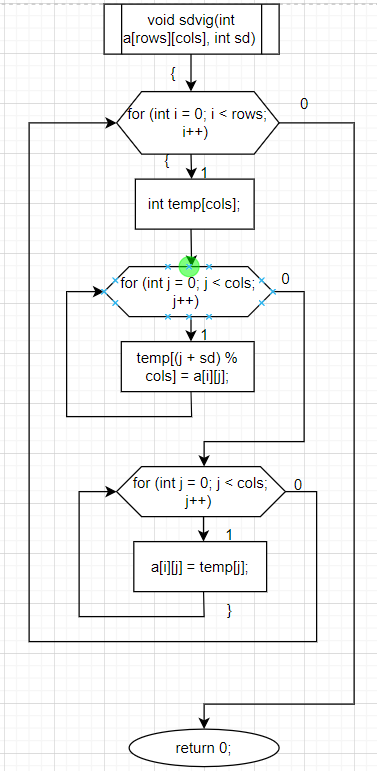 void sdvig(int
a[rows][cols], int sd)
{
for (int i = 0; i < rows;
i++)
0
{
1
int temp[cols];
for (int j = 0; j < cols;
j++)
0
1
temp[(j + sd) %
cols] = a[i][j];
for (int j = 0; j < cols;
j++)
0
1
a[i][j] = temp[j];
}
return 0;